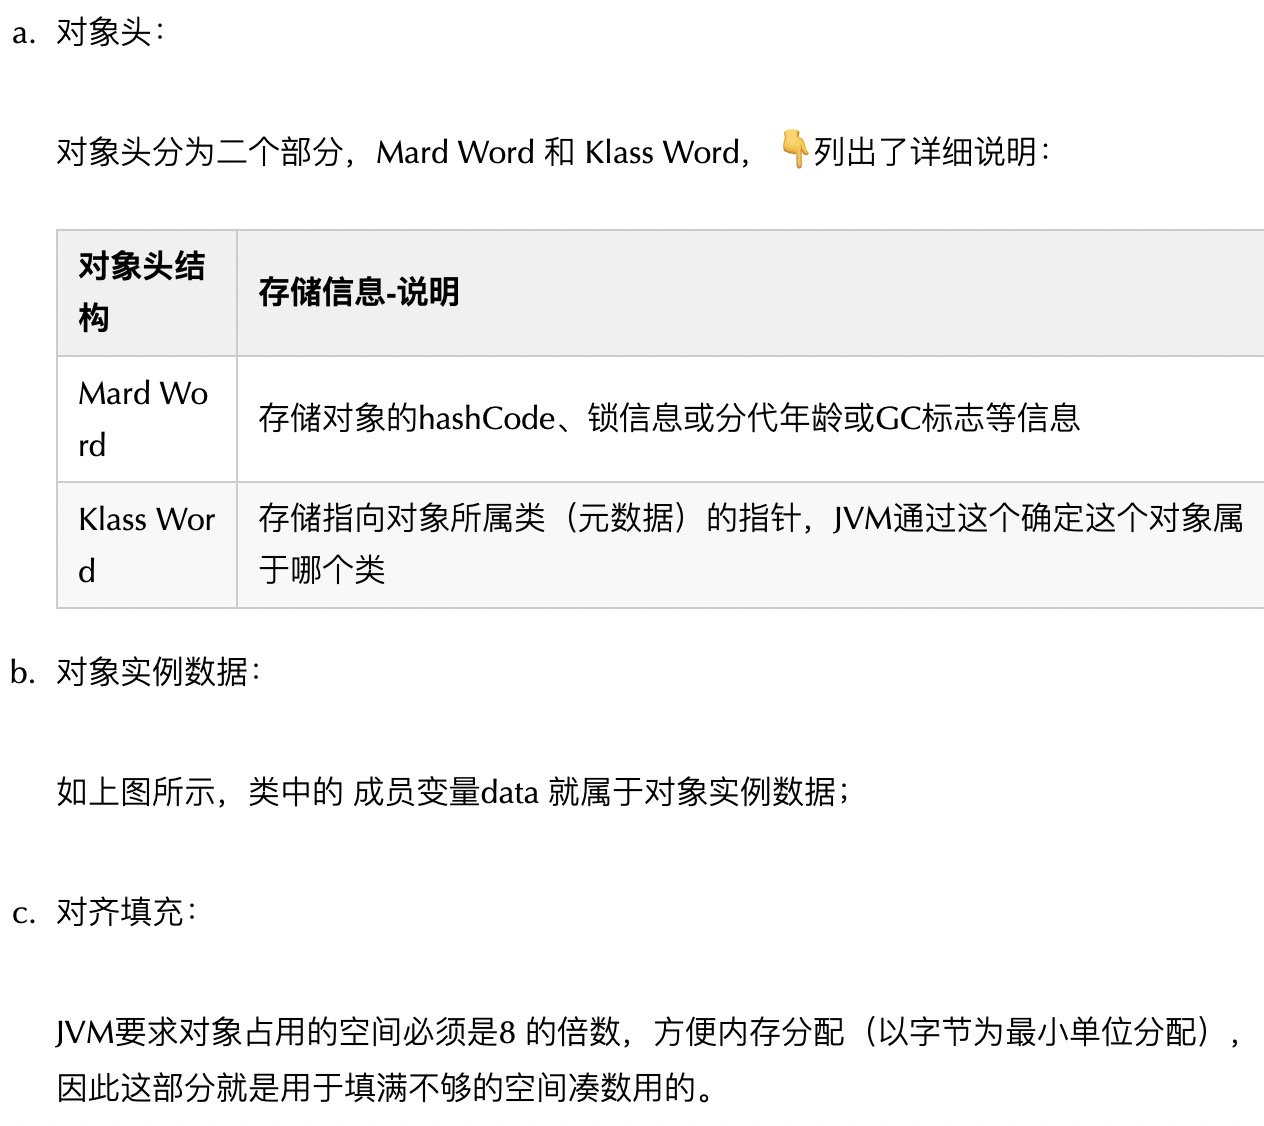 a. 对象头：
对象头分为二个部分，Mard Word 和 Klass Word， 👇列出了详细说明：
对象头结
构
存储信息-说明
Mard Wo
rd
存储对象的hashCode、锁信息或分代年龄或GC标志等信息
Klass Wor
d
存储指向对象所属类（元数据）的指针，JVM通过这个确定这个对象属
于哪个类
b. 对象实例数据：
如上图所示，类中的 成员变量data 就属于对象实例数据；
c. 对齐填充：
JVM要求对象占用的空间必须是8 的倍数，方便内存分配（以字节为最小单位分配），
因此这部分就是用于填满不够的空间凑数用的。